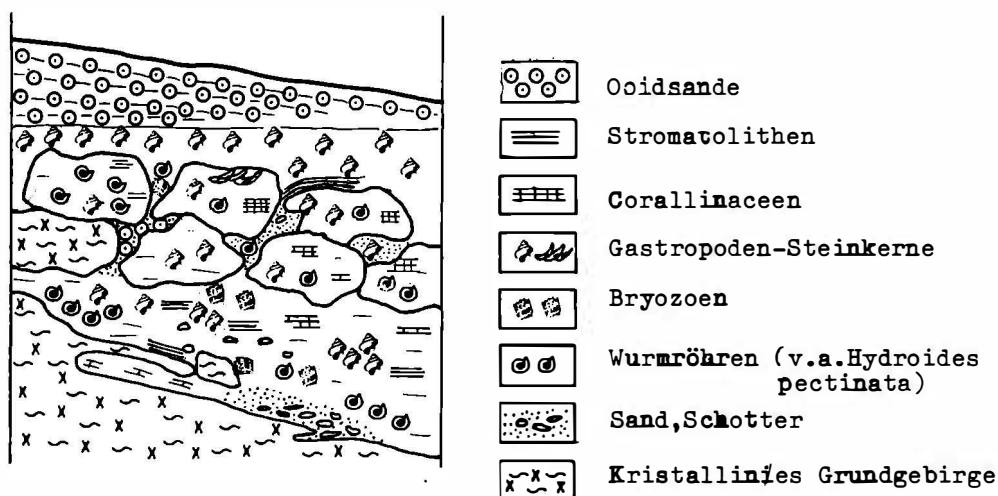 Ooidsande
Stromatolithen
Corallinaceen
Gastropoden-Steinkerne
Bryozoen
Wurmröhren (v.a.Hydroides
pectinata)
Sand,Schotter
Kristallines Grundgebirge